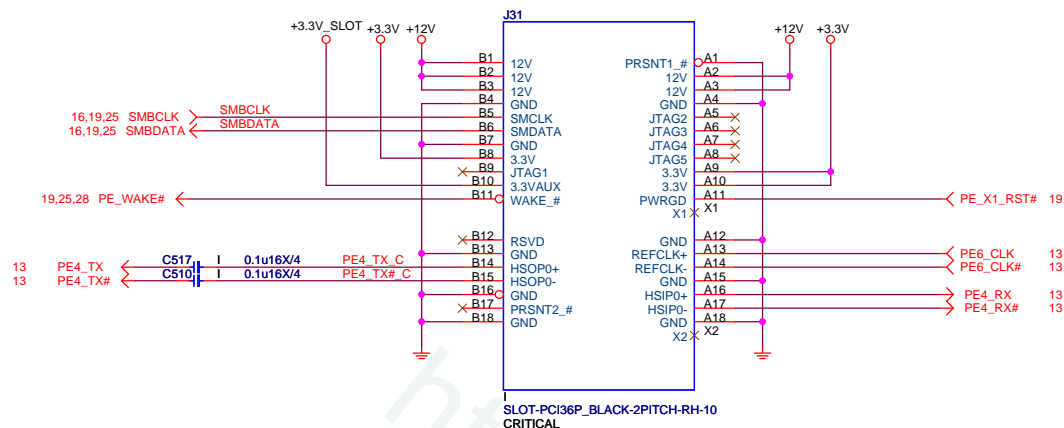 J31
+3.3V_SLOT +3.3V +12V +12V +3.3V
B1 12V PRSNT1_# A1
B2 12V 12V A2
B3 12V 12V A3
B4 GND GND A4
16,19,25 SMBCLK SMBCLK B5 SMCLK JTAG2 A5
16,19,25 SMBDATA SMBDATA B6 SMDATA JTAG3 A6
B7 GND JTAG4 A7
B8 3.3V JTAG5 A8
B9 JTAG1 3.3V A9
B10 3.3VAUX 3.3V A10
19,25,28 PE_WAKE# B11 WAKE_# PWRGD A11 PE_X1_RST# 19
X1 X1
B12 RSVD GND A12
B13 GND REFCLK+ A13 PE6_CLK 13
13 PE4_TX C517 I 0.1u16X/4 PE4_TX_C B14 HSOP0+ REFCLK- A14 PE6_CLK# 13
13 PE4_TX# C510 I 0.1u16X/4 PE4_TX#_C B15 HSOP0- GND A15
B16 GND HSIP0+ A16 PE4_RX 13
B17 PRSNT2_# HSIP0- A17 PE4_RX# 13
B18 GND GND A18
X2 X2
I
SLOT-PCI36P_BLACK-2PITCH-RH-10
CRITICAL